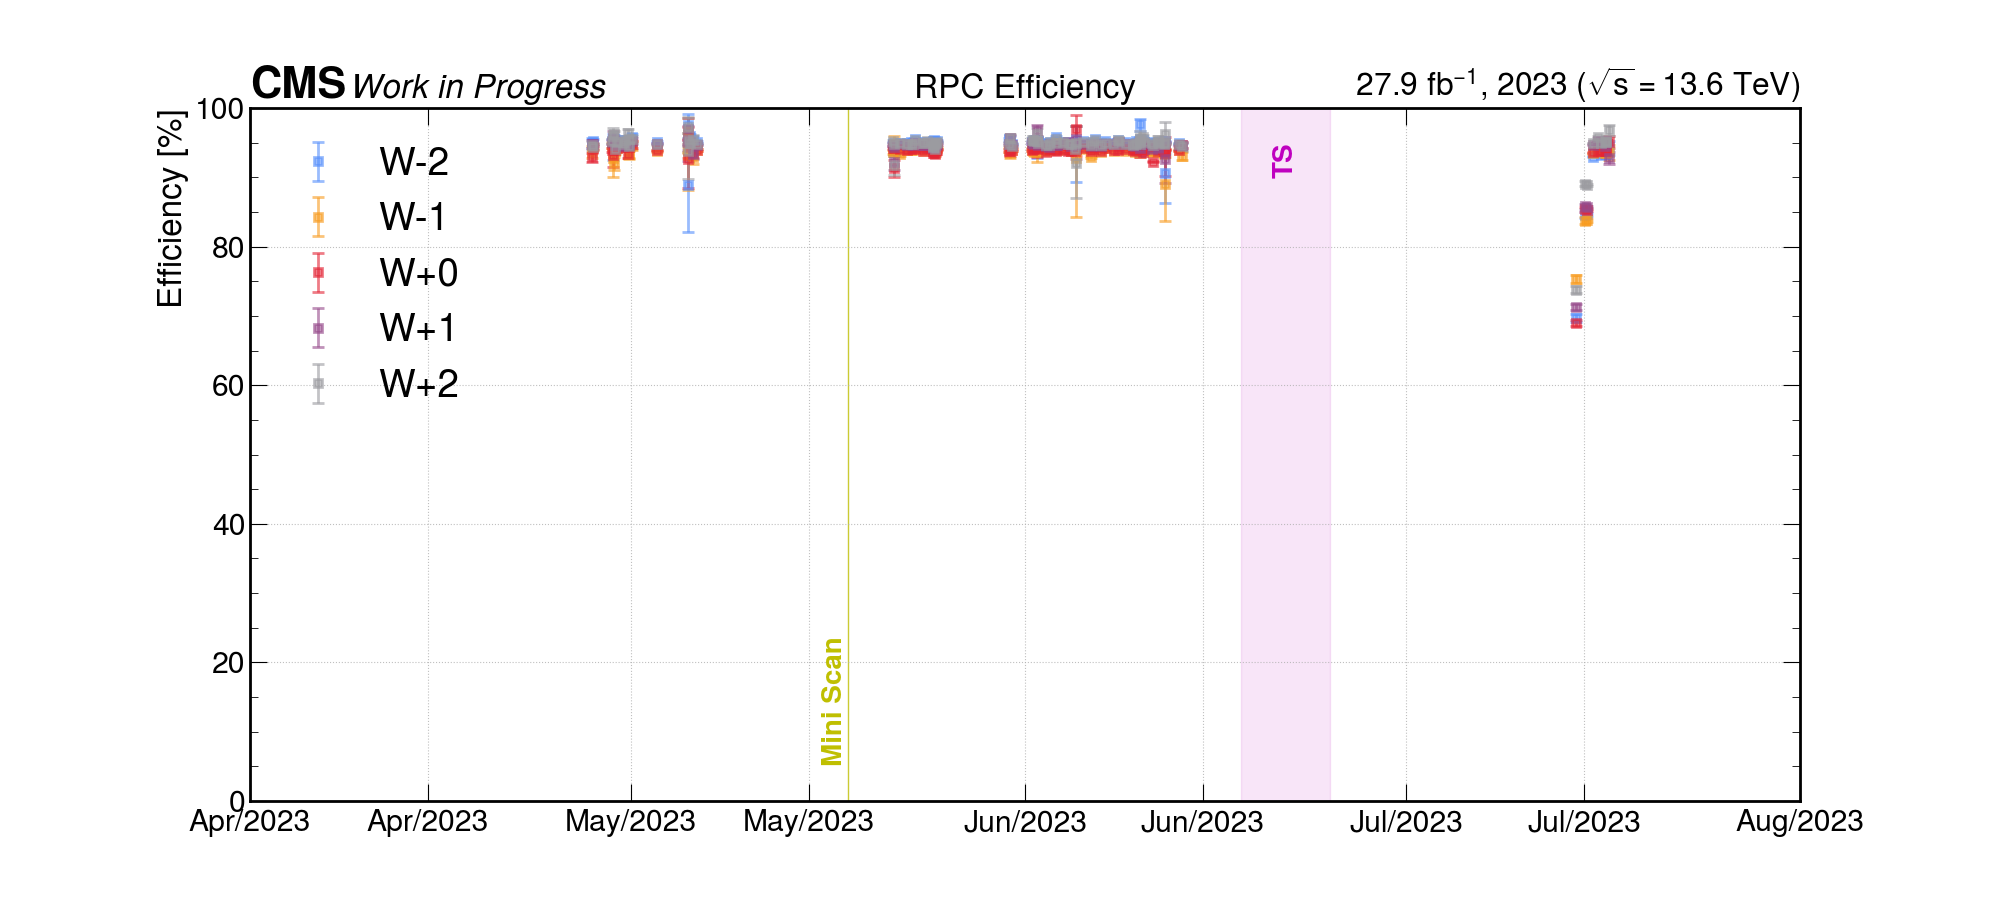 CMS Work in Progress RPC Efficiency 27.9 fb⁻¹, 2023 (√s = 13.6 TeV)
Efficiency [%]
100
80
60
40
20
0
W-2
W-1
W+0
W+1
W+2
Mini Scan
TS
Apr/2023 Apr/2023 May/2023 May/2023 Jun/2023 Jun/2023 Jul/2023 Jul/2023 Aug/2023